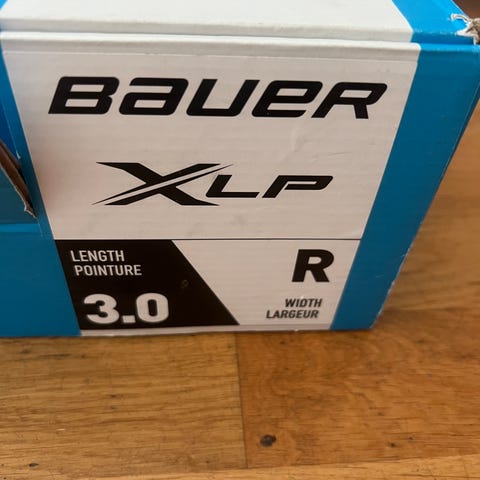 BAUER
XLP
LENGTH
POINTURE
3.0
R
WIDTH
LARGEUR